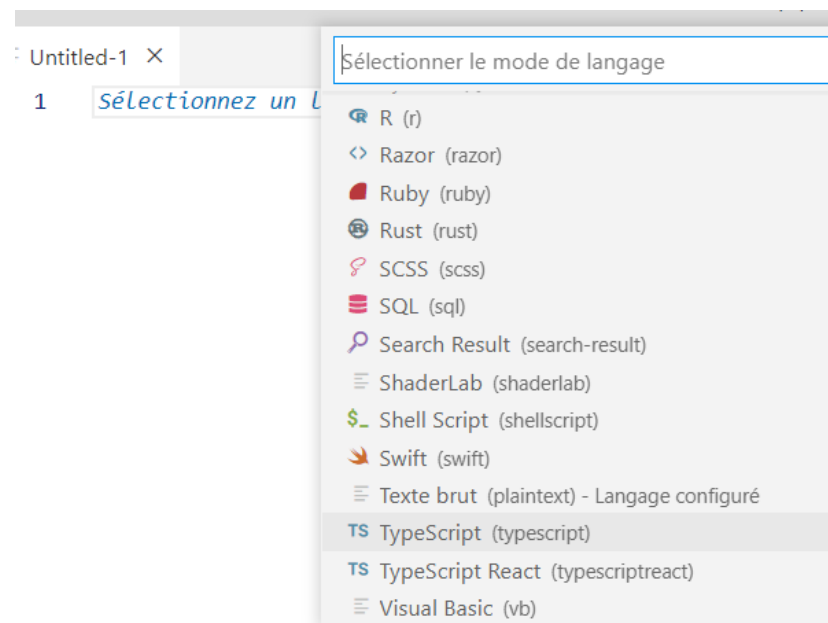 Untitled-1 ×
Sélectionner le mode de langage
1 Sélectionnez un l
R (r)
Razor (razor)
Ruby (ruby)
Rust (rust)
SCSS (scss)
SQL (sql)
Search Result (search-result)
ShaderLab (shaderlab)
$_ Shell Script (shellscript)
Swift (swift)
Texte brut (plaintext) - Langage configuré
TS TypeScript (typescript)
TS TypeScript React (typescriptreact)
Visual Basic (vb)